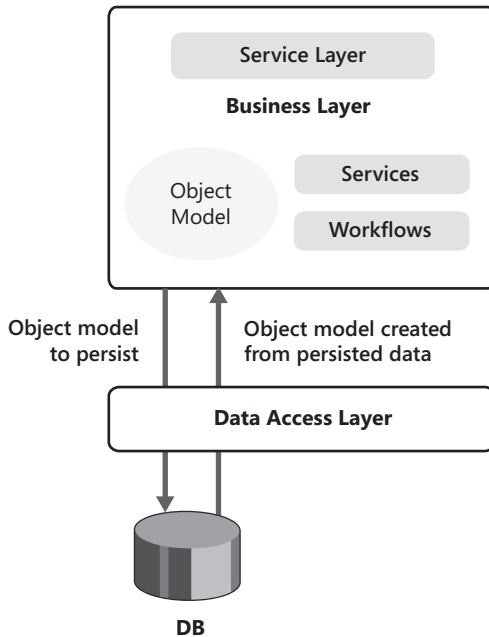 Service Layer
Business Layer
Object
Model
Services
Workflows
Object model
to persist
Object model created
from persisted data
Data Access Layer
DB